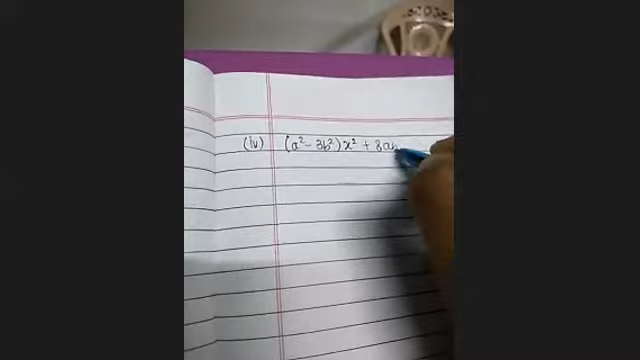 (iv) (a² - 3b²)x² + 8ab